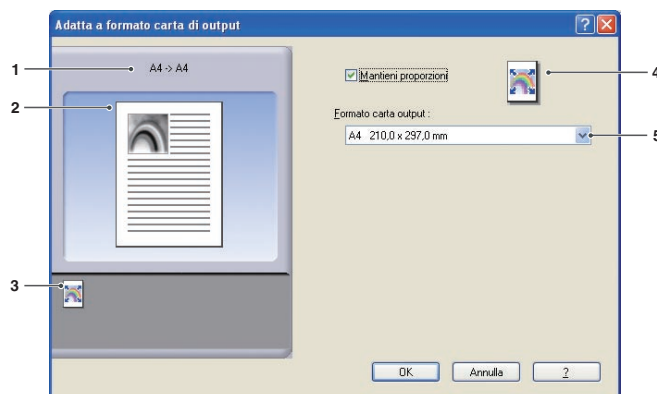 Adatta a formato carta di output
?
1
A4 -> A4
Mantieni proporzioni
4
2
Formato carta output :
A4 210,0 x 297,0 mm
5
3
OK
Annulla
?